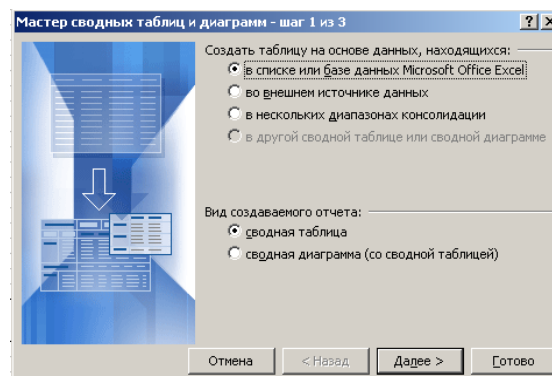 Мастер сводных таблиц и диаграмм - шаг 1 из 3
Создать таблицу на основе данных, находящихся:
в списке или базе данных Microsoft Office Excel
во внешнем источнике данных
в нескольких диапазонах консолидации
в другой сводной таблице или сводной диаграмме
Вид создаваемого отчета:
сводная таблица
сводная диаграмма (со сводной таблицей)
Отмена < Назад Далее > Готово